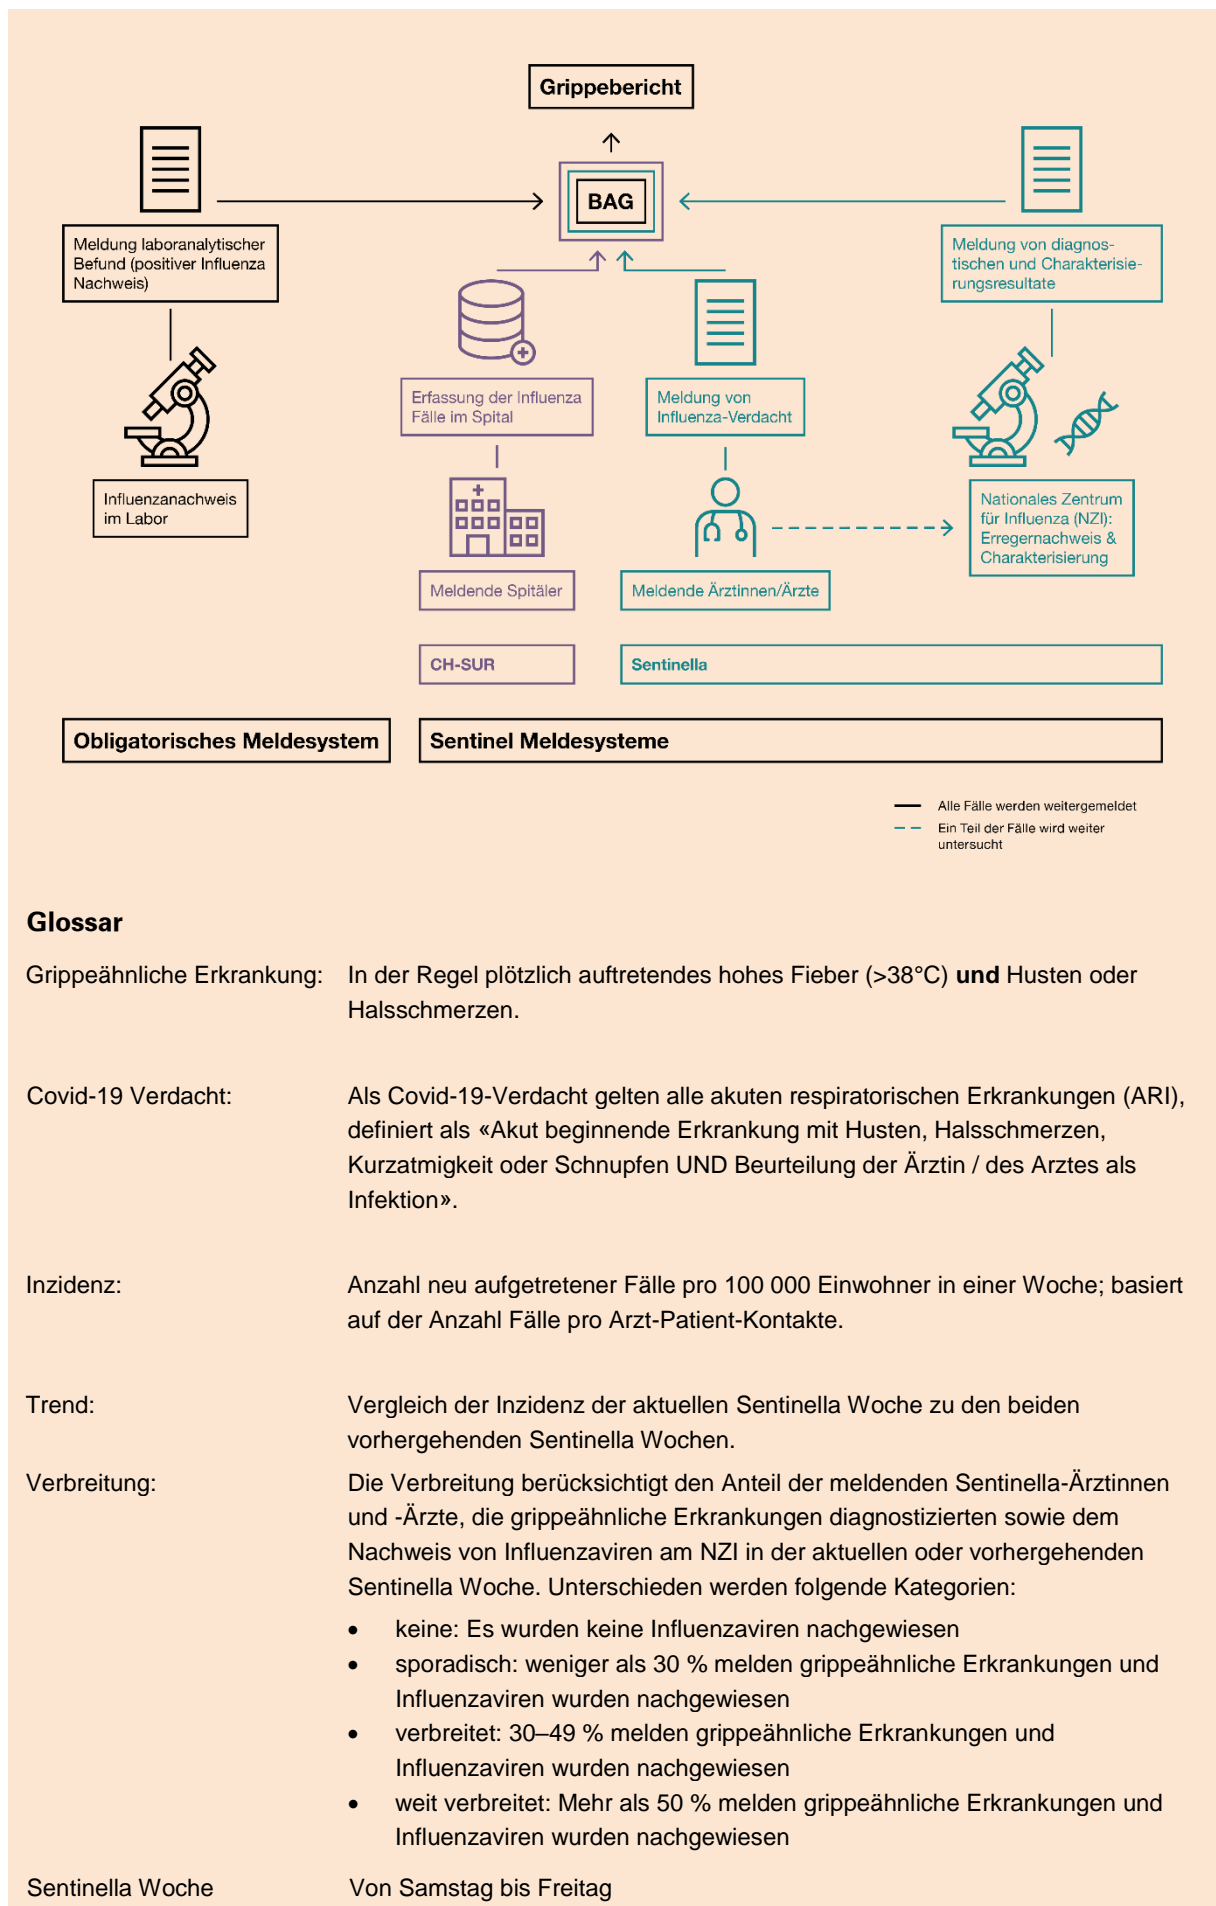 Grippebericht
BAG
Meldung laboranalytischer
Befund (positiver Influenza
Nachweis)
Meldung von diagnos-
tischen und Charakterisie-
rungsresultate
Erfassung der Influenza
Fälle im Spital
Meldung von
Influenza-Verdacht
Influenzanachweis
im Labor
Nationales Zentrum
für Influenza (NZI):
Erregernachweis &
Charakterisierung
Meldende Spitäler
Meldende Ärztinnen/Ärzte
CH-SUR
Sentinella
Obligatorisches Meldesystem
Sentinel Meldesysteme
Alle Fälle werden weitergemeldet
Ein Teil der Fälle wird weiter
untersucht
Glossar
Grippeähnliche Erkrankung: In der Regel plötzlich auftretendes hohes Fieber (>38°C) und Husten oder
Halsschmerzen.
Covid-19 Verdacht: Als Covid-19-Verdacht gelten alle akuten respiratorischen Erkrankungen (ARI),
definiert als «Akut beginnende Erkrankung mit Husten, Halsschmerzen,
Kurzatmigkeit oder Schnupfen UND Beurteilung der Ärztin / des Arztes als
Infektion».
Inzidenz: Anzahl neu aufgetretener Fälle pro 100 000 Einwohner in einer Woche; basiert
auf der Anzahl Fälle pro Arzt-Patient-Kontakte.
Trend: Vergleich der Inzidenz der aktuellen Sentinella Woche zu den beiden
vorhergehenden Sentinella Wochen.
Verbreitung: Die Verbreitung berücksichtigt den Anteil der meldenden Sentinella-Ärztinnen
und -Ärzte, die grippeähnliche Erkrankungen diagnostizierten sowie dem
Nachweis von Influenzaviren am NZI in der aktuellen oder vorhergehenden
Sentinella Woche. Unterschieden werden folgende Kategorien:
• keine: Es wurden keine Influenzaviren nachgewiesen
• sporadisch: weniger als 30 % melden grippeähnliche Erkrankungen und
Influenzaviren wurden nachgewiesen
• verbreitet: 30–49 % melden grippeähnliche Erkrankungen und
Influenzaviren wurden nachgewiesen
• weit verbreitet: Mehr als 50 % melden grippeähnliche Erkrankungen und
Influenzaviren wurden nachgewiesen
Sentinella Woche Von Samstag bis Freitag